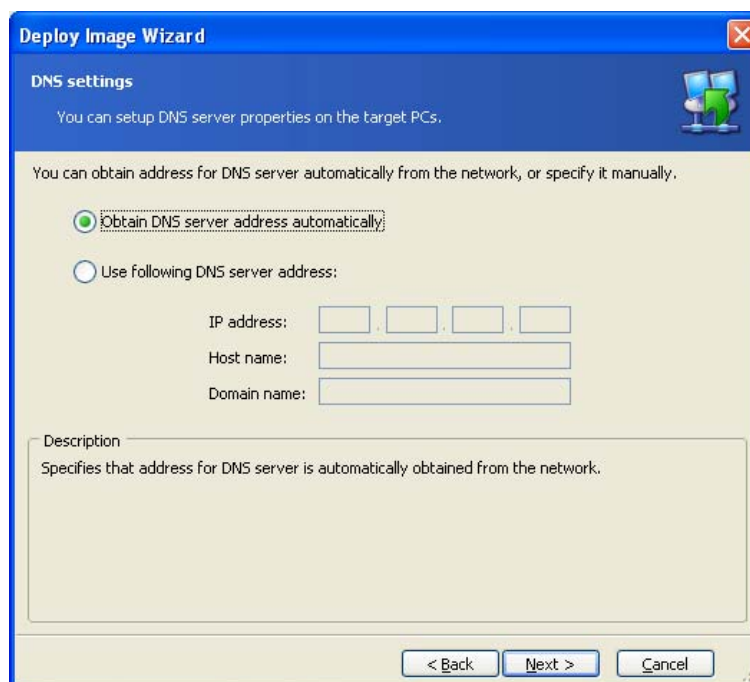 Deploy Image Wizard
DNS settings
You can setup DNS server properties on the target PCs.
You can obtain address for DNS server automatically from the network, or specify it manually.
Obtain DNS server address automatically
Use following DNS server address:
IP address: . . .
Host name:
Domain name:
Description
Specifies that address for DNS server is automatically obtained from the network.
< Back Next > Cancel